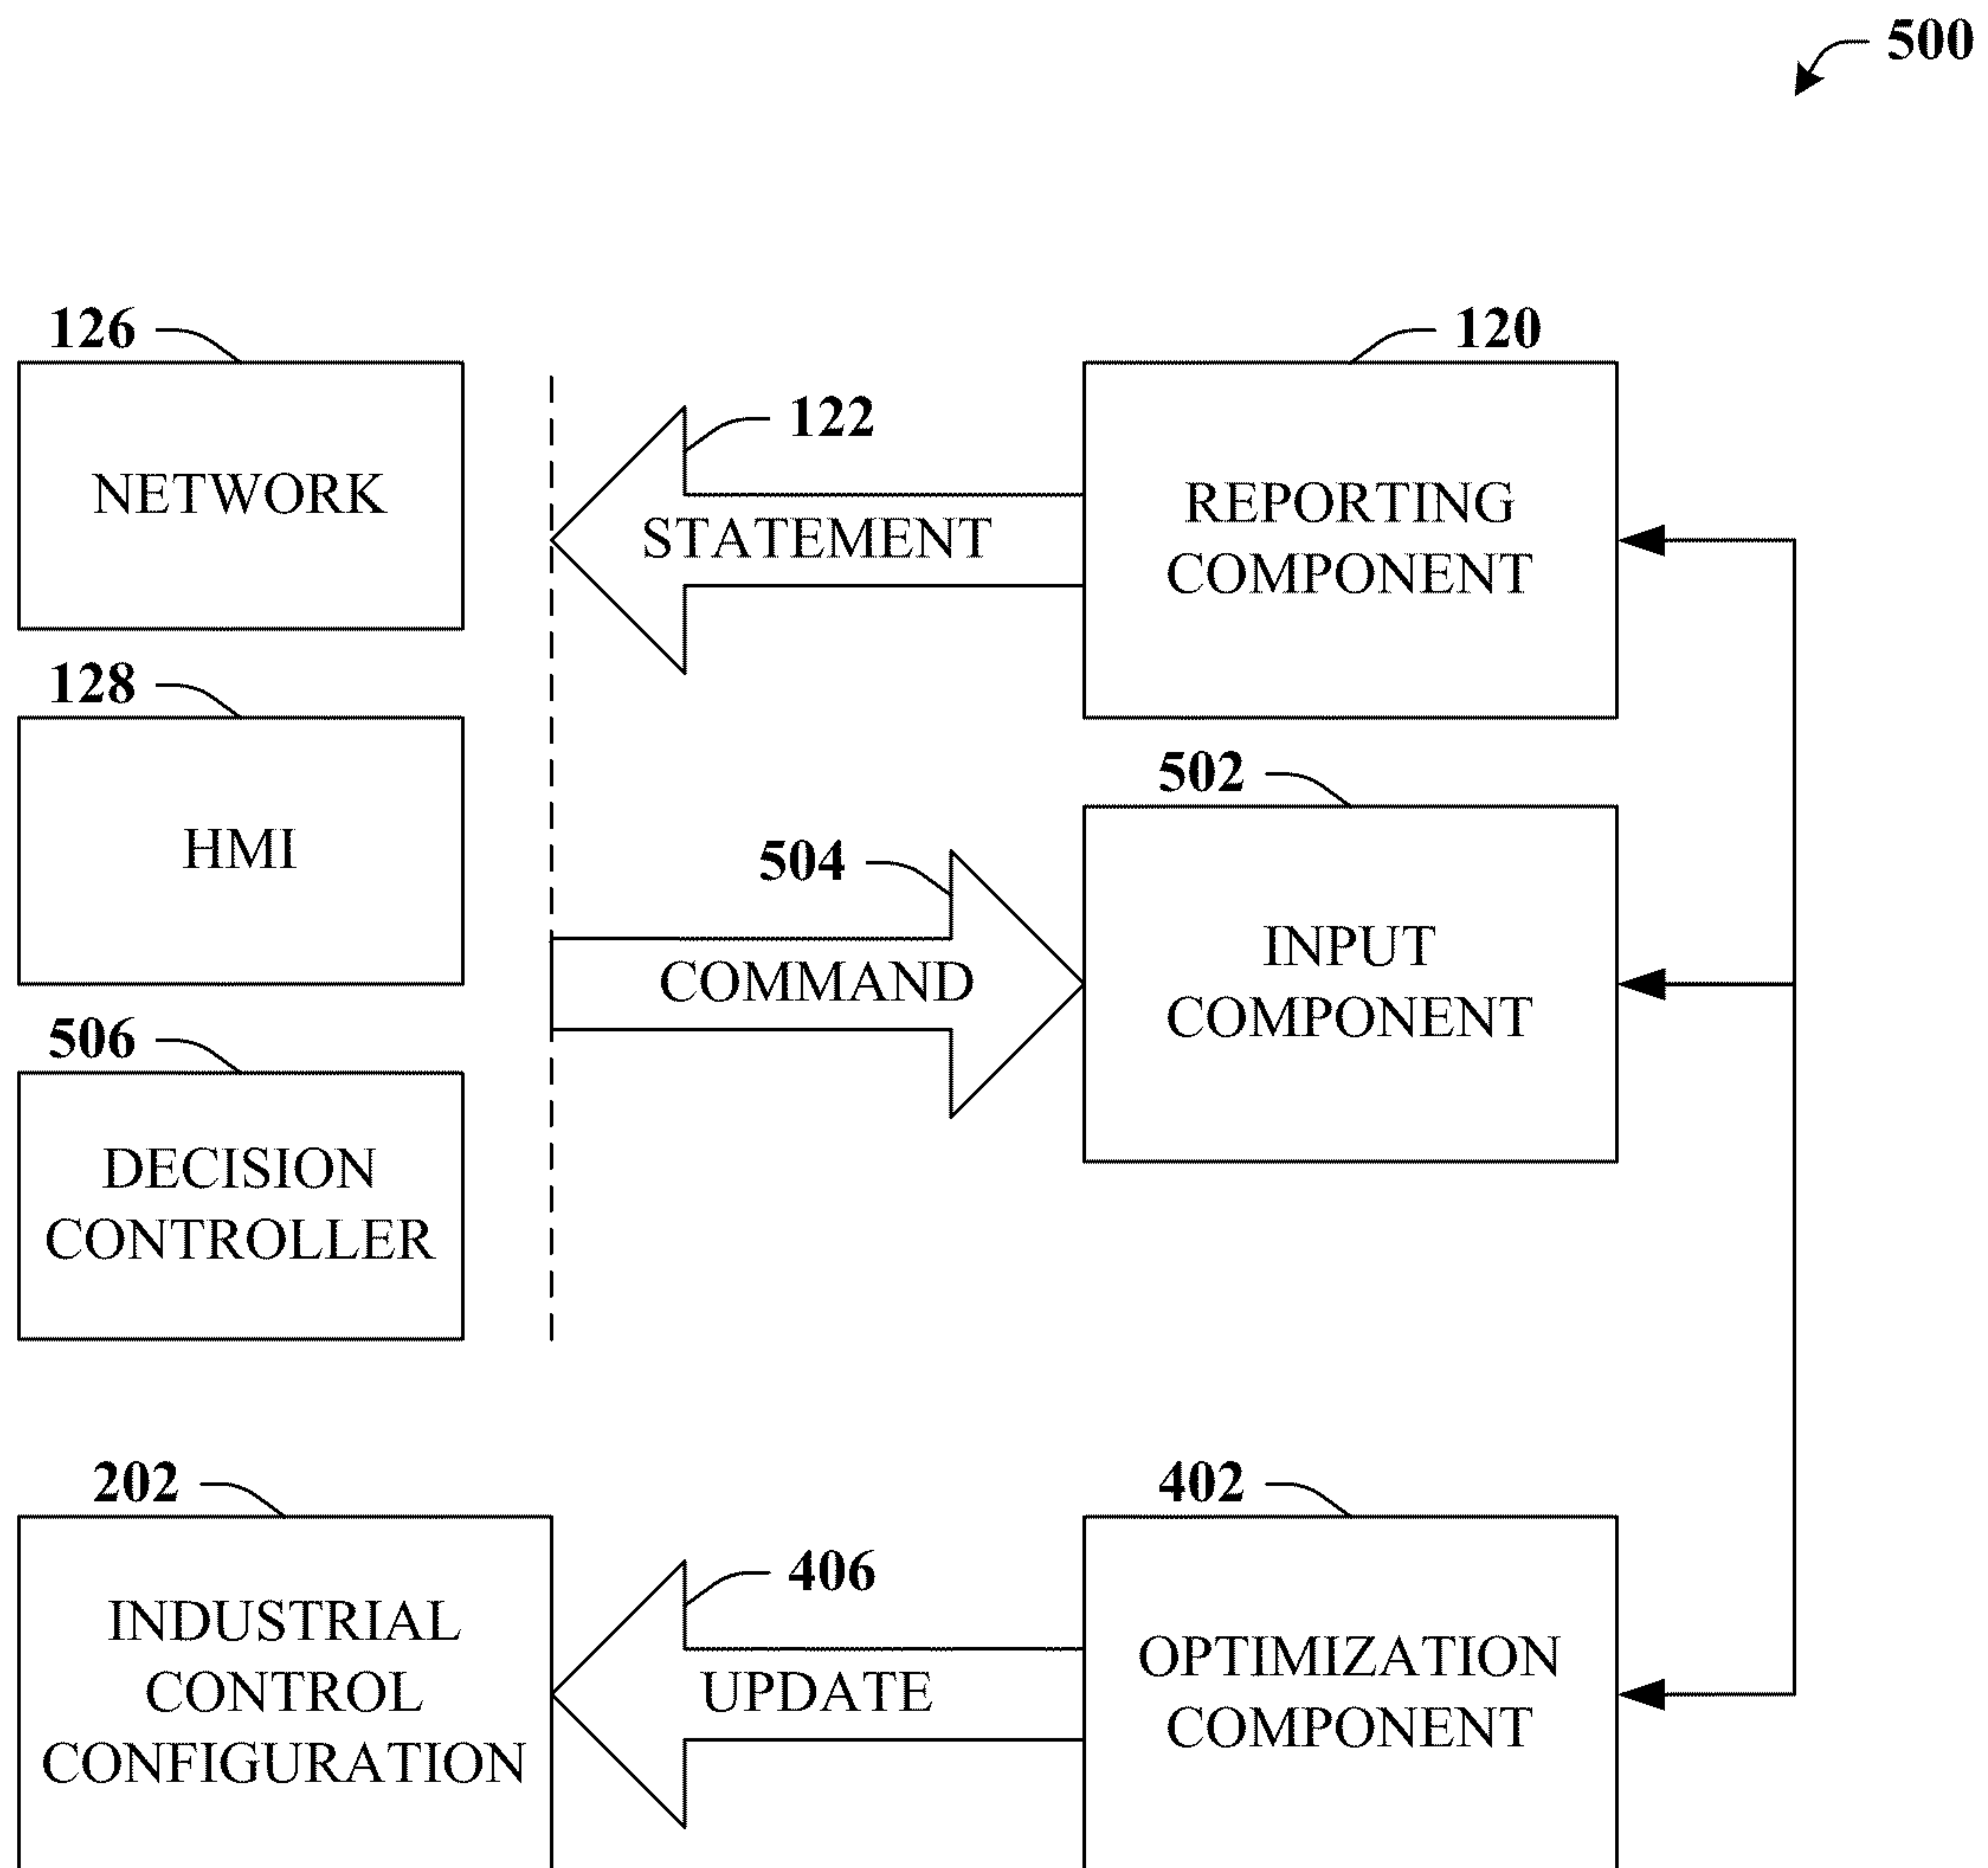 500
126
120
122
NETWORK
STATEMENT
REPORTING
COMPONENT
128
502
HMI
504
INPUT
COMPONENT
COMMAND
506
DECISION
CONTROLLER
202
402
406
INDUSTRIAL
CONTROL
CONFIGURATION
UPDATE
OPTIMIZATION
COMPONENT